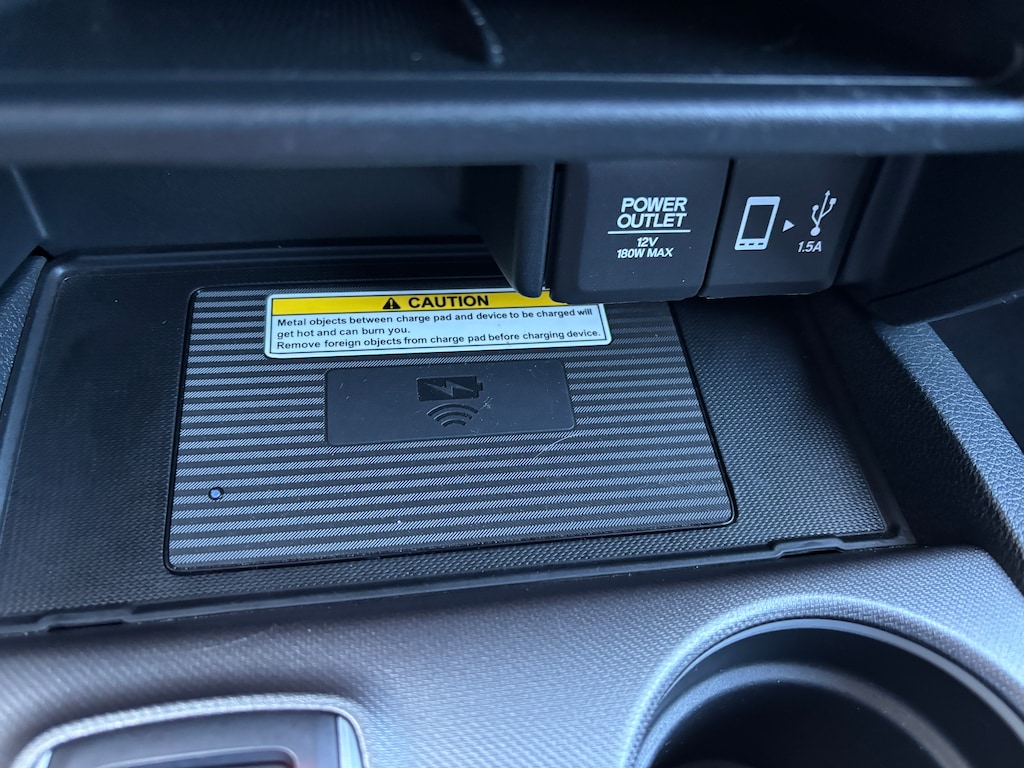 POWER
OUTLET
12V
180W MAX
1.5A
CAUTION
Metal objects between charge pad and device to be charged will
get hot and can burn you.
Remove foreign objects from charge pad before charging device.